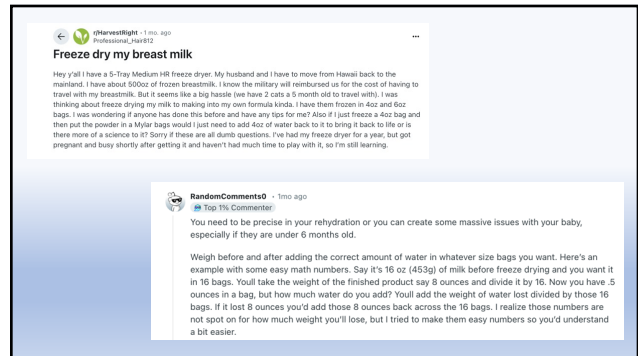 r/HarvestRight • 1 mo. ago
Professional_Hair812
Freeze dry my breast milk
Hey y'all I have a 5-Tray Medium HR freeze dryer. My husband and I have to move from Hawaii back to the
mainland. I have about 500oz of frozen breastmilk. I know the military will reimbursed us for the cost of having to
travel with my breastmilk. But it seems like a big hassle (we have 2 cats a 5 month old to travel with). I was
thinking about freeze drying my milk to making into my own formula kinda. I have them frozen in 4oz and 6oz
bags. I was wondering if anyone has done this before and have any tips for me? Also if I just freeze a 4oz bag and
then put the powder in a Mylar bags would I just need to add 4oz of water back to it to bring it back to life or is
there more of a science to it? Sorry if these are all dumb questions. I've had my freeze dryer for a year, but got
pregnant and busy shortly after getting it and haven't had much time to play with it, so I'm still learning.
RandomComments0 • 1mo ago
Top 1% Commenter
You need to be precise in your rehydration or you can create some massive issues with your baby,
especially if they are under 6 months old.
Weigh before and after adding the correct amount of water in whatever size bags you want. Here's an
example with some easy math numbers. Say it's 16 oz (453g) of milk before freeze drying and you want it
in 16 bags. Youll take the weight of the finished product say 8 ounces and divide it by 16. Now you have .5
ounces in a bag, but how much water do you add? Youll add the weight of water lost divided by those 16
bags. If it lost 8 ounces you'd add those 8 ounces back across the 16 bags. I realize those numbers are
not spot on for how much weight you'll lose, but I tried to make them easy numbers so you'd understand
a bit easier.